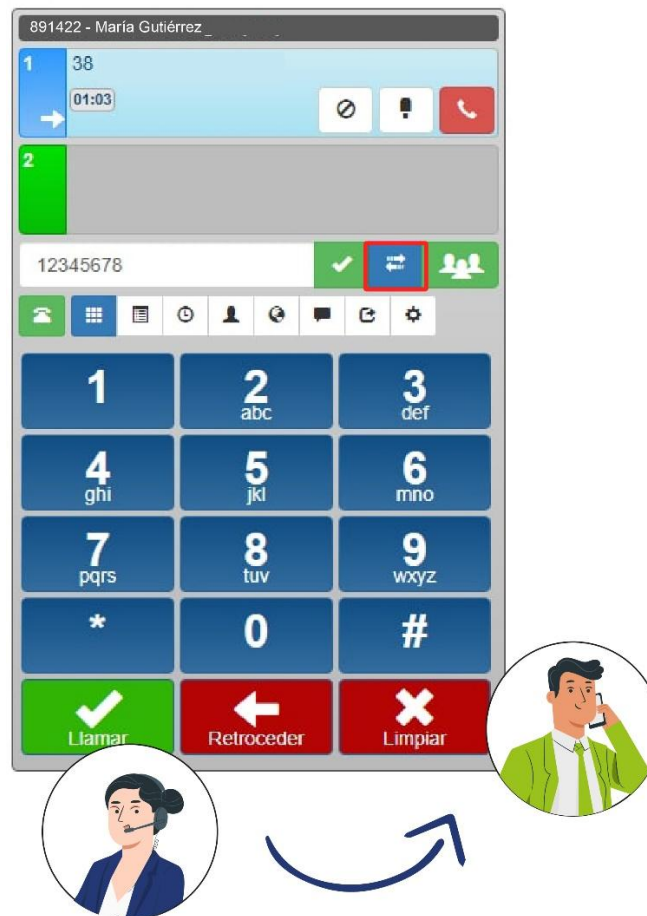 891422 - María Gutiérrez
1
38
01:03
2
12345678
1
2
abc
3
def
4
ghi
5
jkl
6
mno
7
pqrs
8
tuv
9
wxyz
*
0
#
Llamar
Retroceder
Limpiar